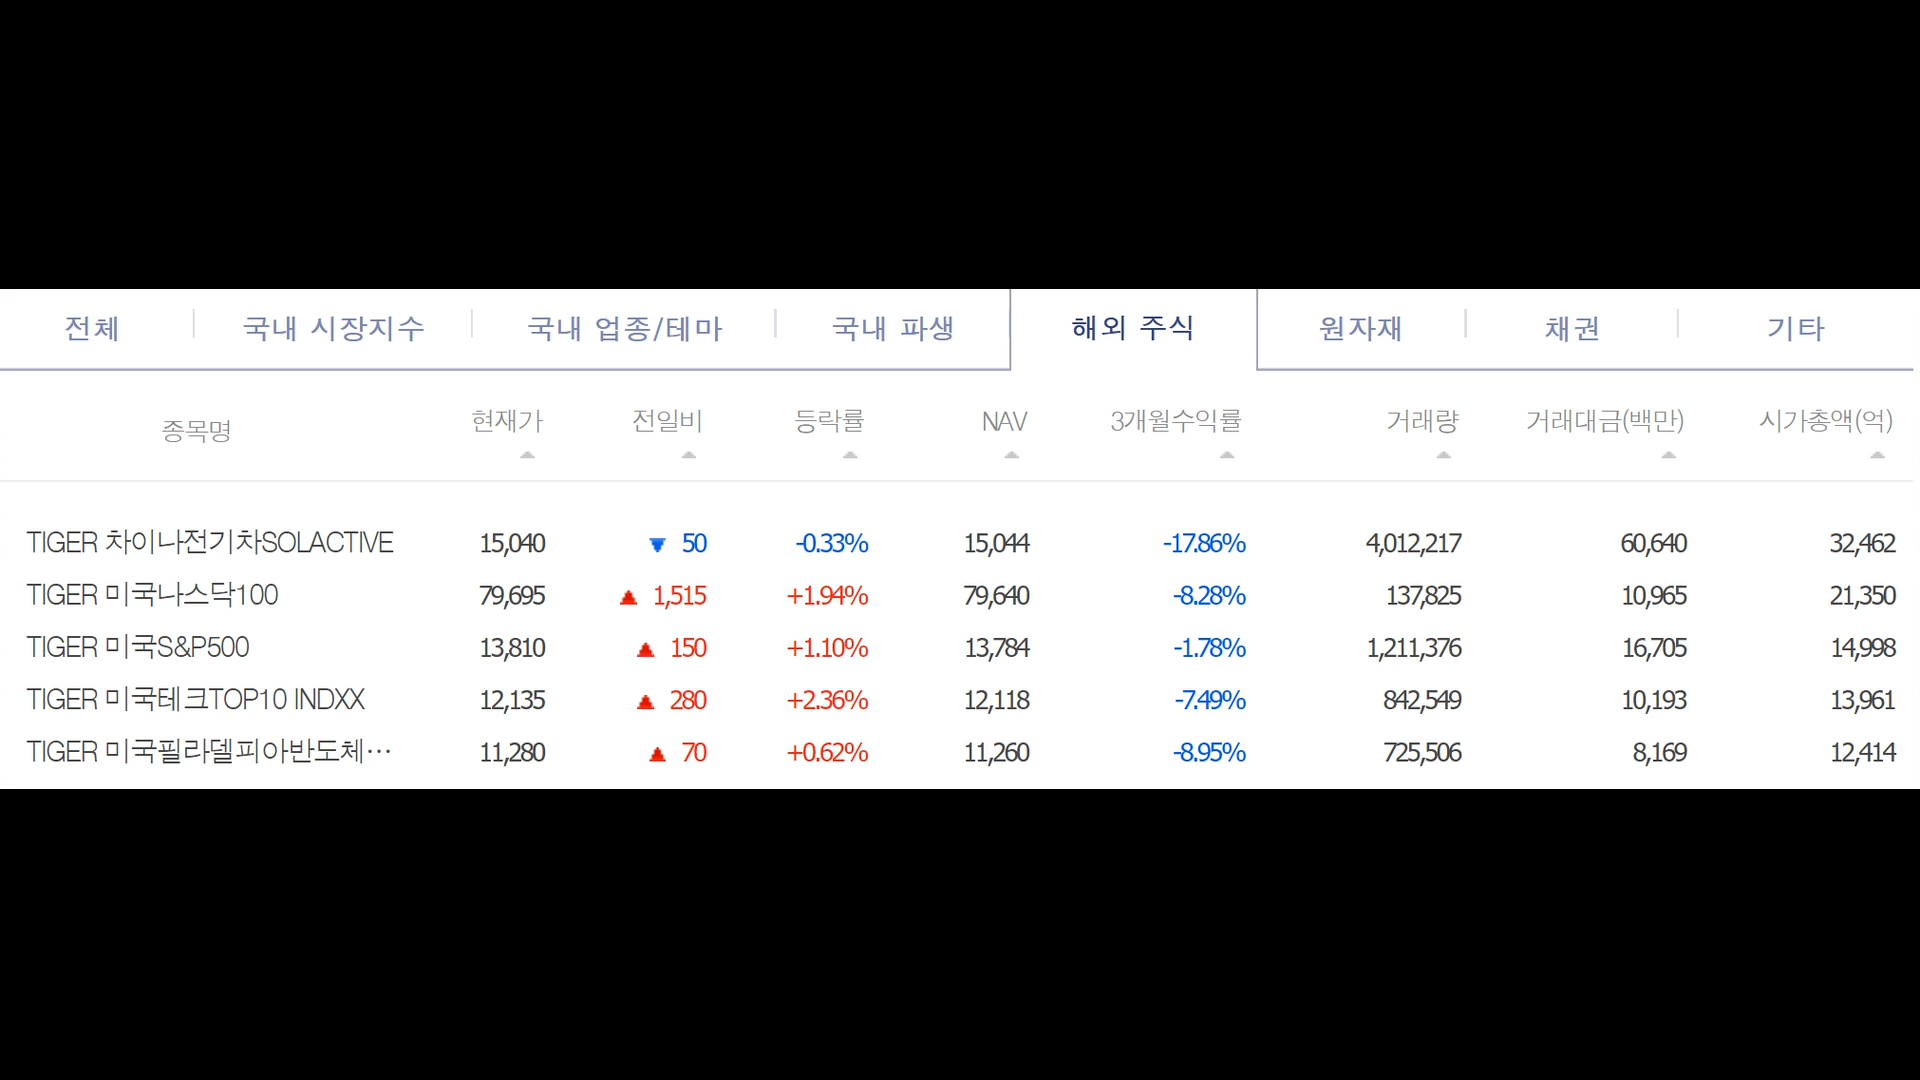 전체 국내 시장지수 국내 업종/테마 국내 파생 해외 주식 원자재 채권 기타
종목명 현재가 전일비 등락률 NAV 3개월수익률 거래량 거래대금(백만) 시가총액(억)
TIGER 차이나전기차SOLACTIVE 15,040 ▼ 50 -0.33% 15,044 -17.86% 4,012,217 60,640 32,462
TIGER 미국나스닥100 79,695 ▲ 1,515 +1.94% 79,640 -8.28% 137,825 10,965 21,350
TIGER 미국S&P500 13,810 ▲ 150 +1.10% 13,784 -1.78% 1,211,376 16,705 14,998
TIGER 미국테크TOP10 INDXX 12,135 ▲ 280 +2.36% 12,118 -7.49% 842,549 10,193 13,961
TIGER 미국필라델피아반도체… 11,280 ▲ 70 +0.62% 11,260 -8.95% 725,506 8,169 12,414